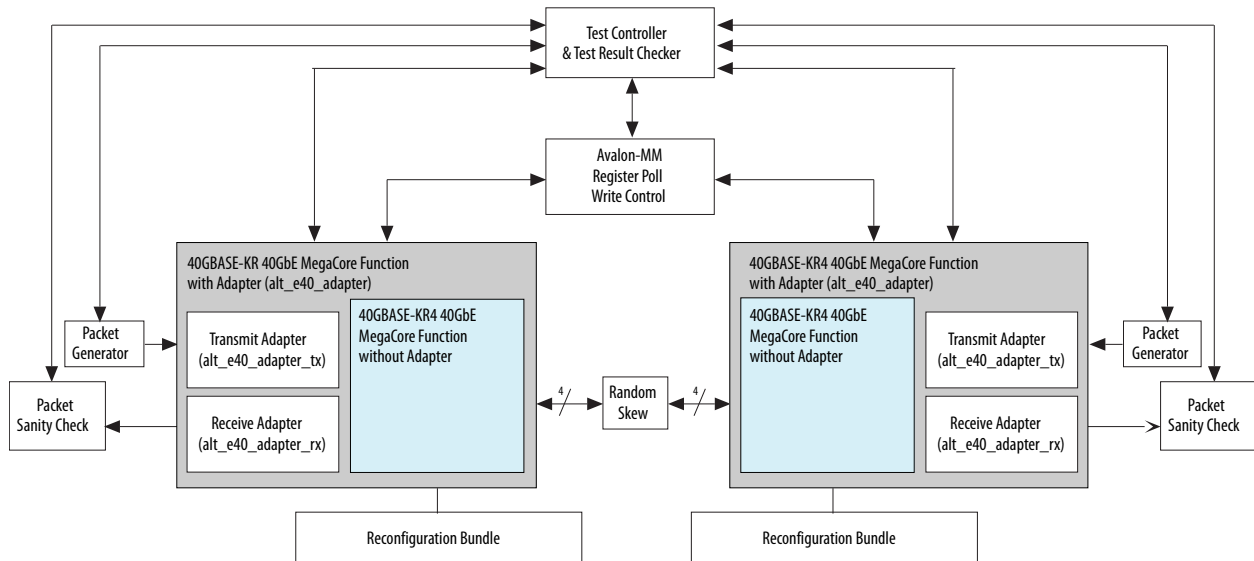 Test Controller
& Test Result Checker
Avalon-MM
Register Poll
Write Control
40GBASE-KR 40GbE MegaCore Function
with Adapter (alt_e40_adapter)
40GBASE-KR4 40GbE
MegaCore Function
without Adapter
Transmit Adapter
(alt_e40_adapter_tx)
Receive Adapter
(alt_e40_adapter_rx)
Packet
Generator
Packet
Sanity Check
4
Random
Skew
4
40GBASE-KR4 40GbE MegaCore Function
with Adapter (alt_e40_adapter)
40GBASE-KR4 40GbE
MegaCore Function
without Adapter
Transmit Adapter
(alt_e40_adapter_tx)
Receive Adapter
(alt_e40_adapter_rx)
Packet
Generator
Packet
Sanity Check
Reconfiguration Bundle
Reconfiguration Bundle